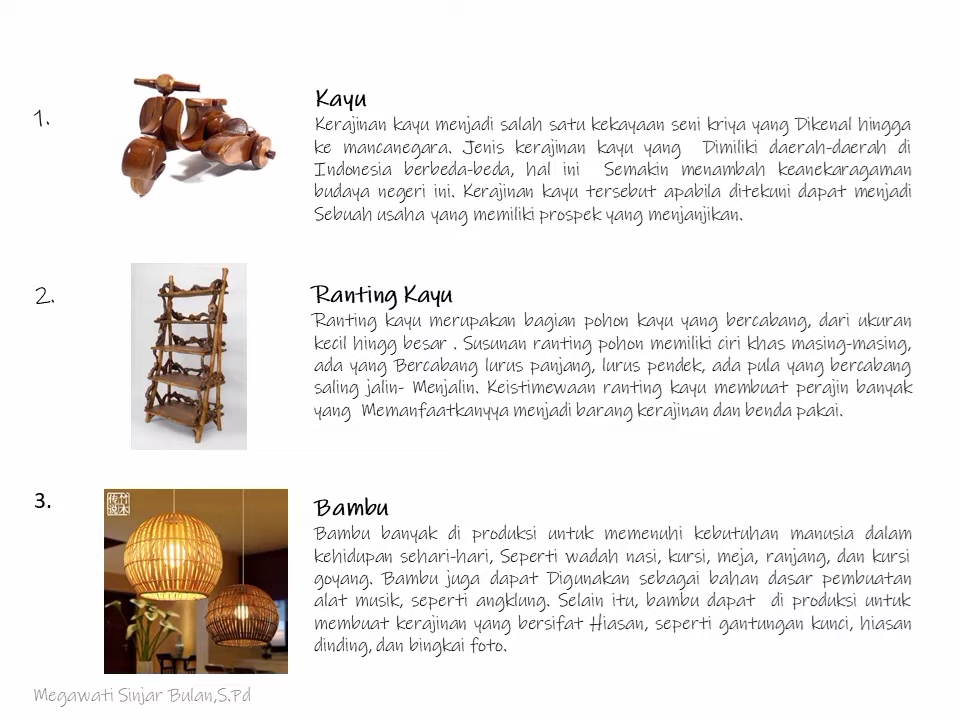 1.
Kayu
Kerajinan kayu menjadi salah satu kekayaan seni kriya yang Dikenal hingga
ke mancanegara. Jenis kerajinan kayu yang Dimiliki daerah-daerah di
Indonesia berbeda-beda, hal ini Semakin menambah keanekaragaman
budaya negeri ini. Kerajinan kayu tersebut apabila ditekuni dapat menjadi
Sebuah usaha yang memiliki prospek yang menjanjikan.
2.
Ranting Kayu
Ranting kayu merupakan bagian pohon kayu yang bercabang, dari ukuran
kecil hingg besar . Susunan ranting pohon memiliki ciri khas masing-masing,
ada yang Bercabang lurus panjang, lurus pendek, ada pula yang bercabang
saling jalin- Menjalin. Keistimewaan ranting kayu membuat perajin banyak
yang Memanfaatkanyya menjadi barang kerajinan dan benda pakai.
3.
竹木
传说
Bambu
Bambu banyak di produksi untuk memenuhi kebutuhan manusia dalam
kehidupan sehari-hari, Seperti wadah nasi, kursi, meja, ranjang, dan kursi
goyang. Bambu juga dapat Digunakan sebagai bahan dasar pembuatan
alat musik, seperti angklung. Selain itu, bambu dapat di produksi untuk
membuat kerajinan yang bersifat Hiasan, seperti gantungan kunci, hiasan
dinding, dan bingkai foto.
Megawati Sinjar Bulan,S.Pd